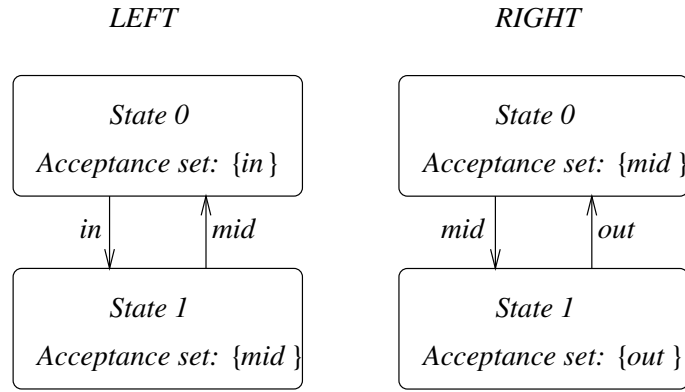 LEFT
State 0
Acceptance set: {in}
in
mid
State 1
Acceptance set: {mid}
RIGHT
State 0
Acceptance set: {mid}
mid
out
State 1
Acceptance set: {out}